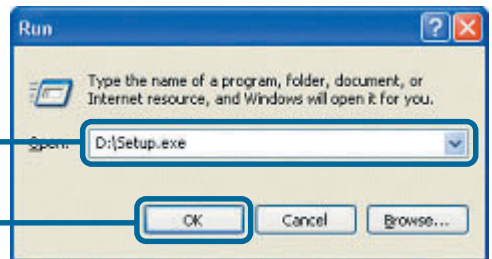 Run
Type the name of a program, folder, document, or
Internet resource, and Windows will open it for you.
Open: D:\Setup.exe
OK Cancel Browse...